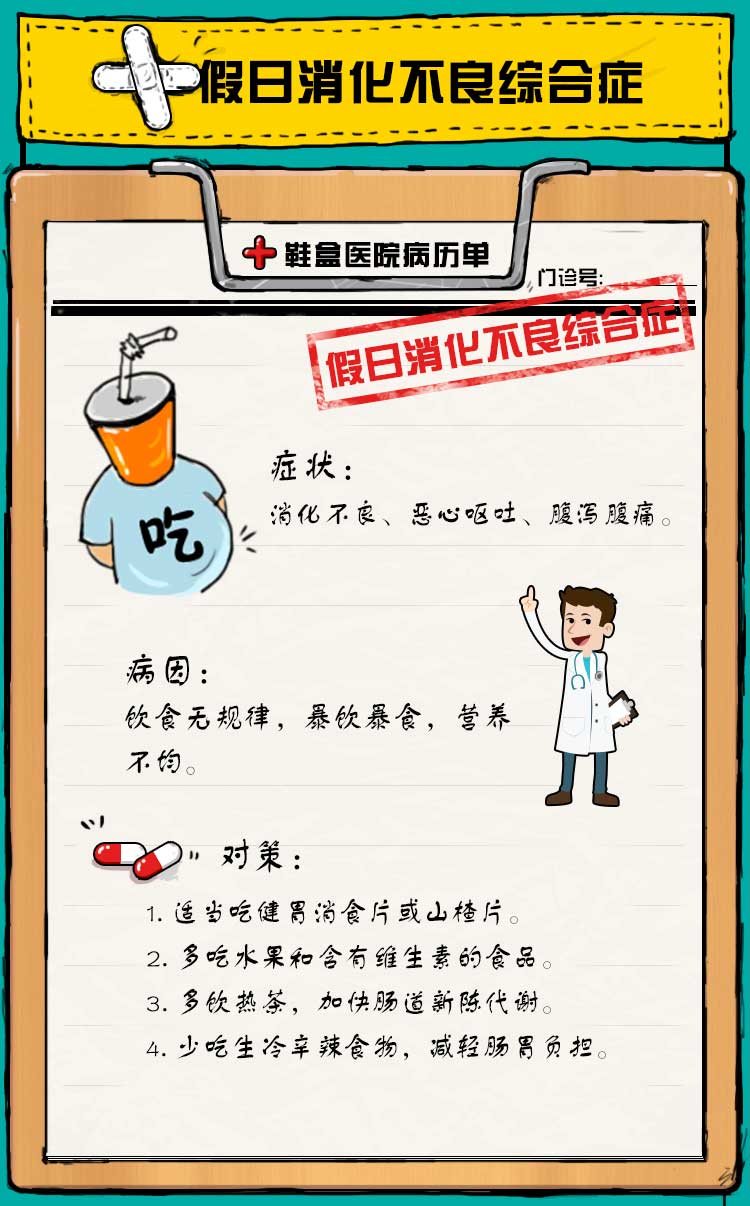 假日消化不良综合症
鞋盒医院病历单
门诊号:
假日消化不良综合症
吃
症状：
消化不良、恶心呕吐、腹泻腹痛。
病因：
饮食无规律，暴饮暴食，营养
不均。
对策：
1. 适当吃健胃消食片或山楂片。
2. 多吃水果和含有维生素的食品。
3. 多饮热茶，加快肠道新陈代谢。
4. 少吃生冷辛辣食物，减轻肠胃负担。